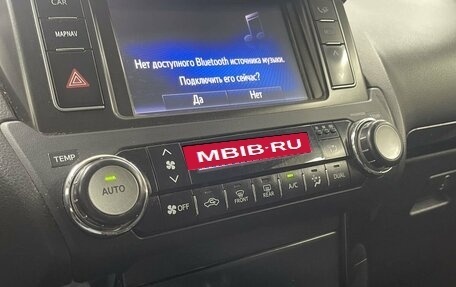 CAR
MAPNAV
Нет доступного Bluetooth источника музыки.
Подключить его сейчас?
Да Нет
TEMP
MBIB-RU
AUTO
OFF
FRONT
REAR
A/C
DUAL